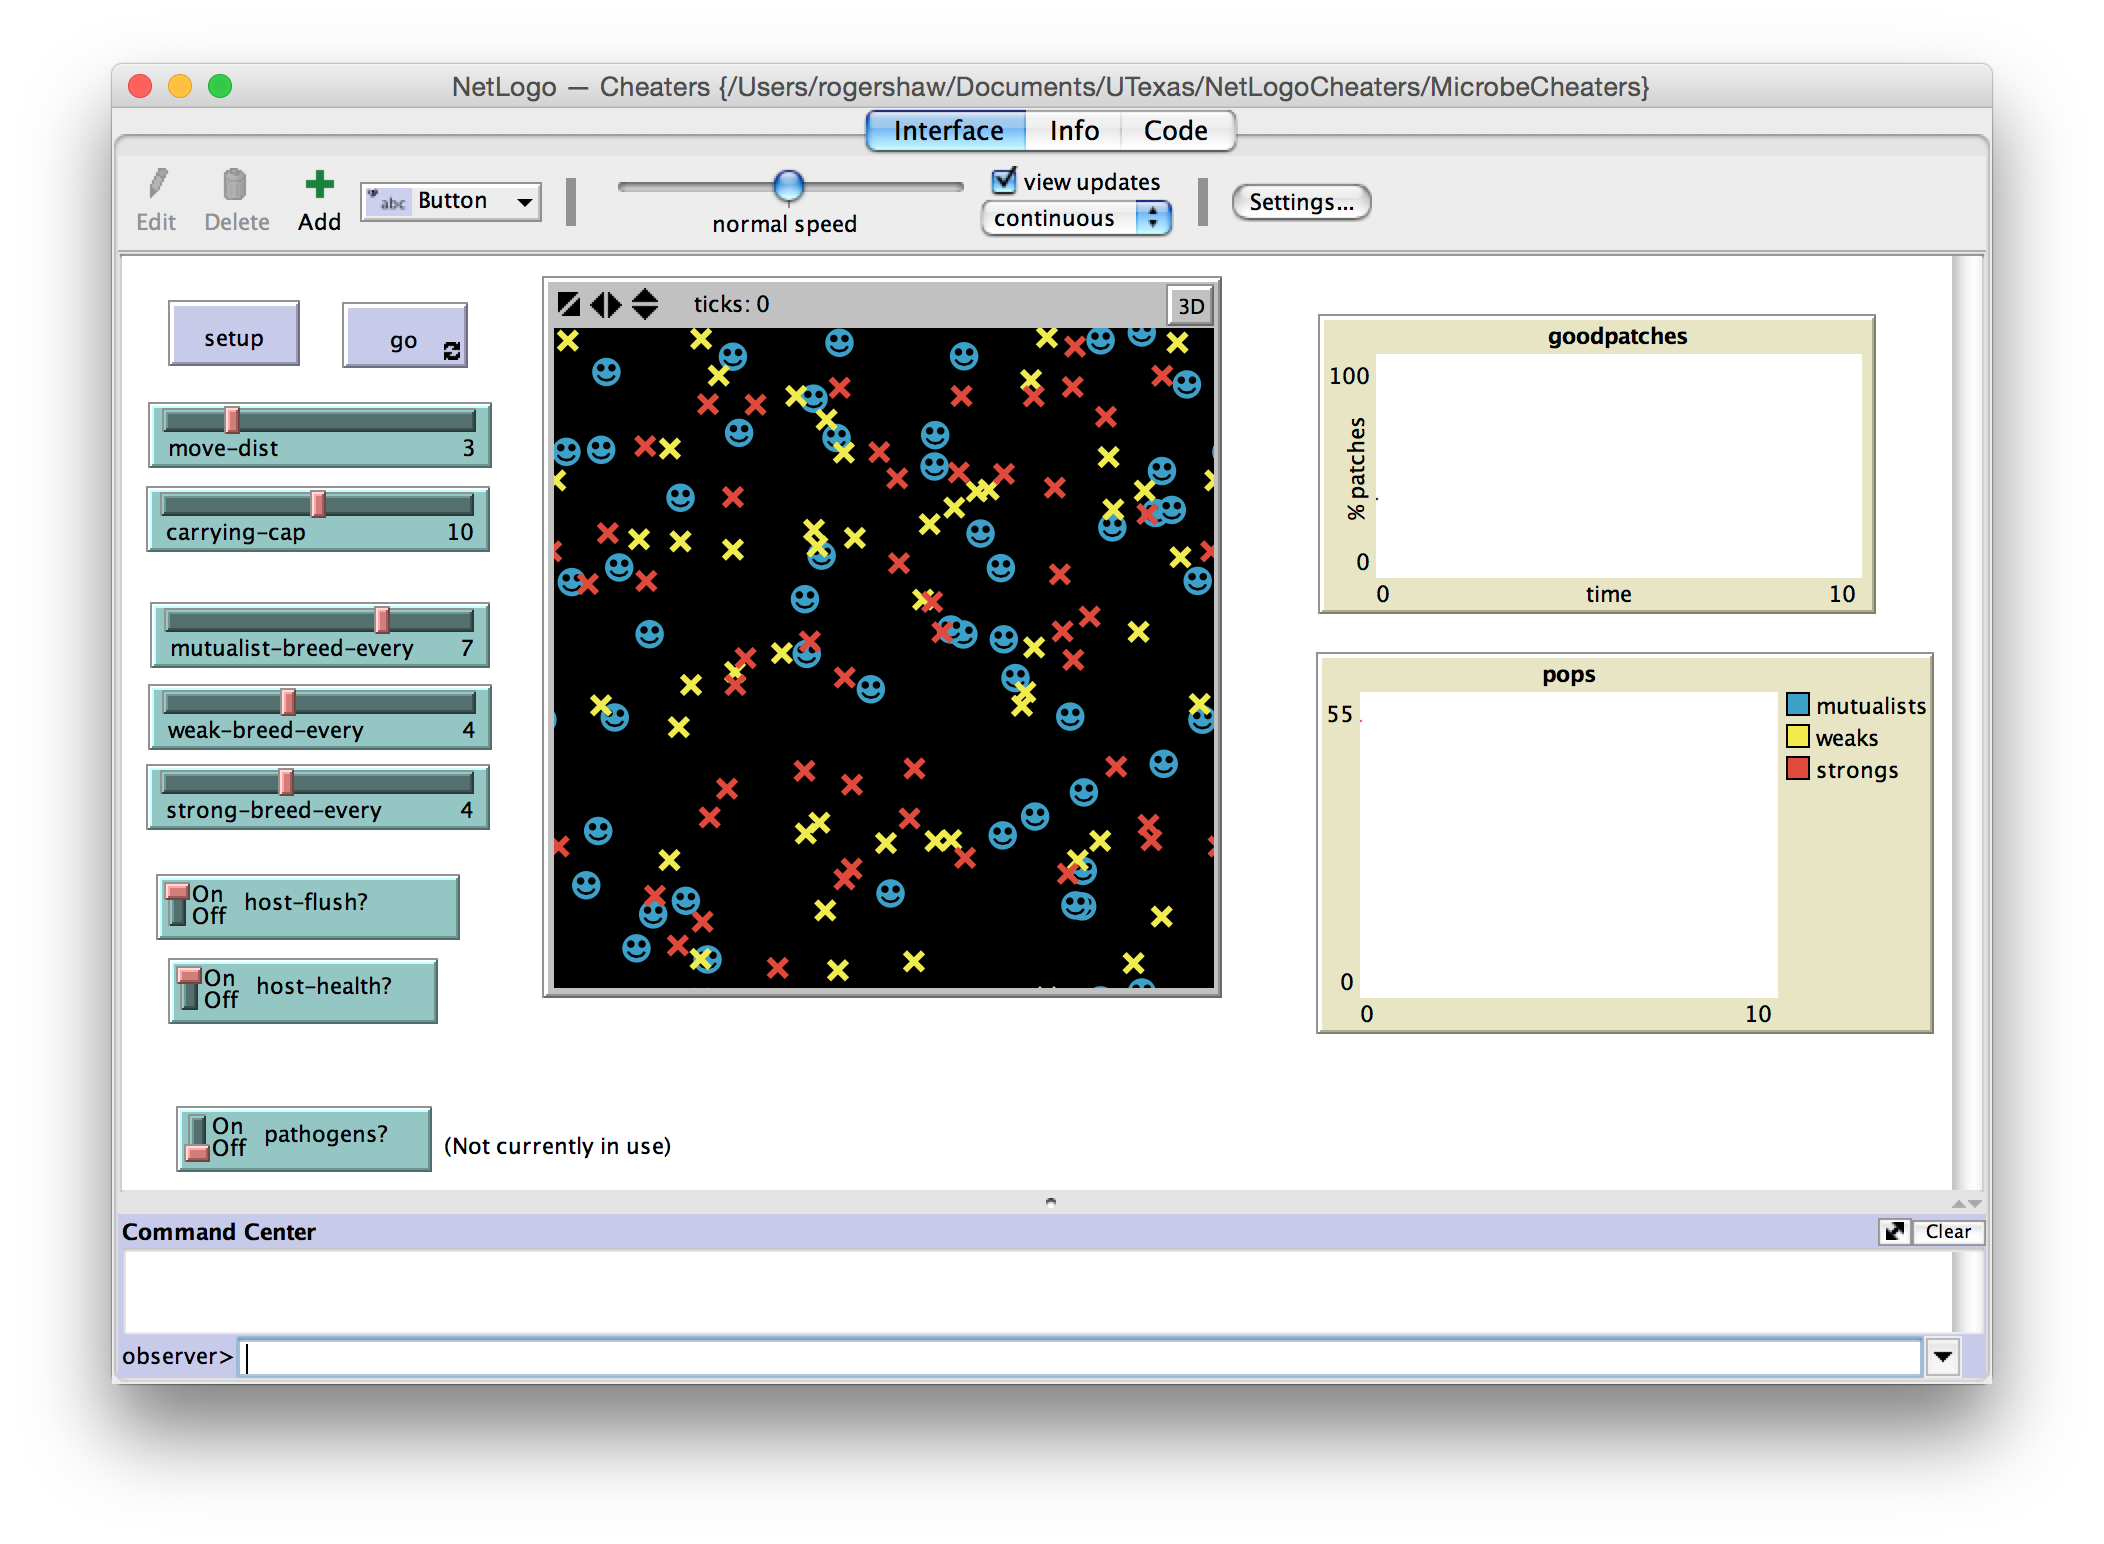 NetLogo — Cheaters {/Users/rogershaw/Documents/UTexas/NetLogoCheaters/MicrobeCheaters}
Interface Info Code
Edit Delete Add abc Button normal speed view updates continuous Settings...
setup go
move-dist 3
carrying-cap 10
mutualist-breed-every 7
weak-breed-every 4
strong-breed-every 4
On Off host-flush?
On Off host-health?
On Off pathogens? (Not currently in use)
ticks: 0 3D
goodpatches
100
% patches
0
0 time 10
pops
55
0
0 10
mutualists
weaks
strongs
Command Center Clear
observer>